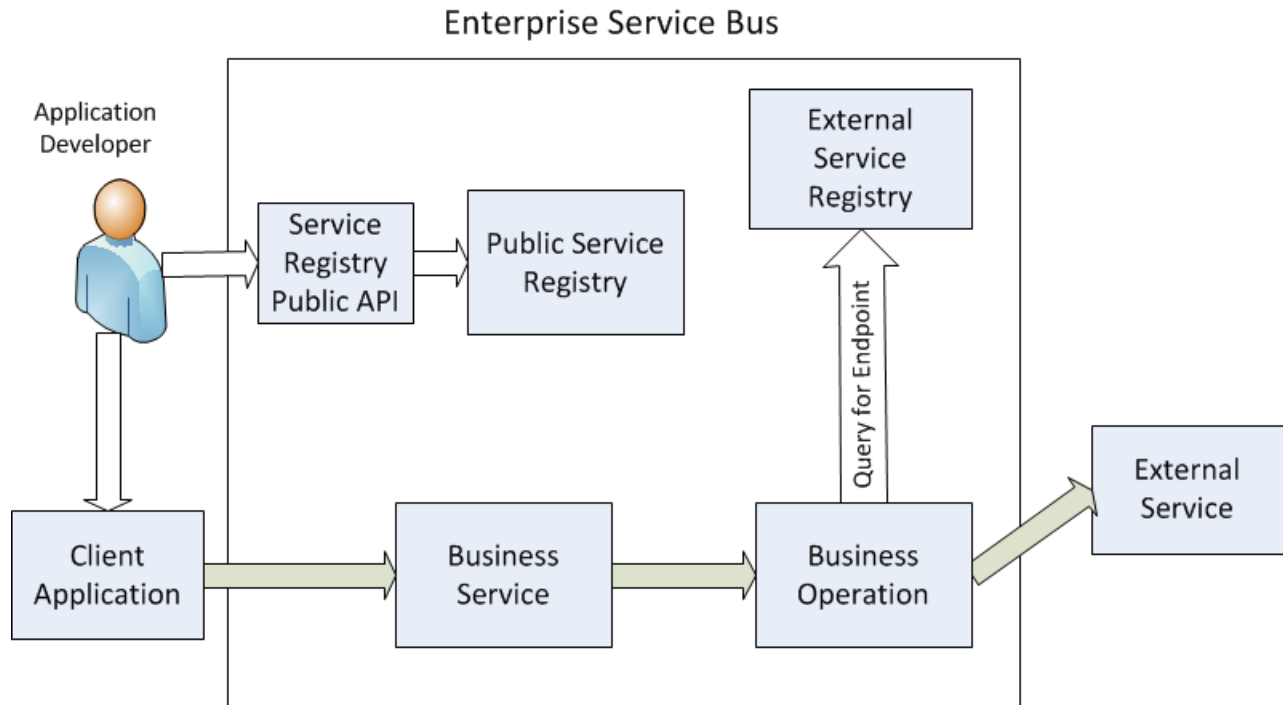 Enterprise Service Bus
Application
Developer
External
Service
Registry
Service
Registry
Public API
Public Service
Registry
Query for Endpoint
External
Service
Client
Application
Business
Service
Business
Operation